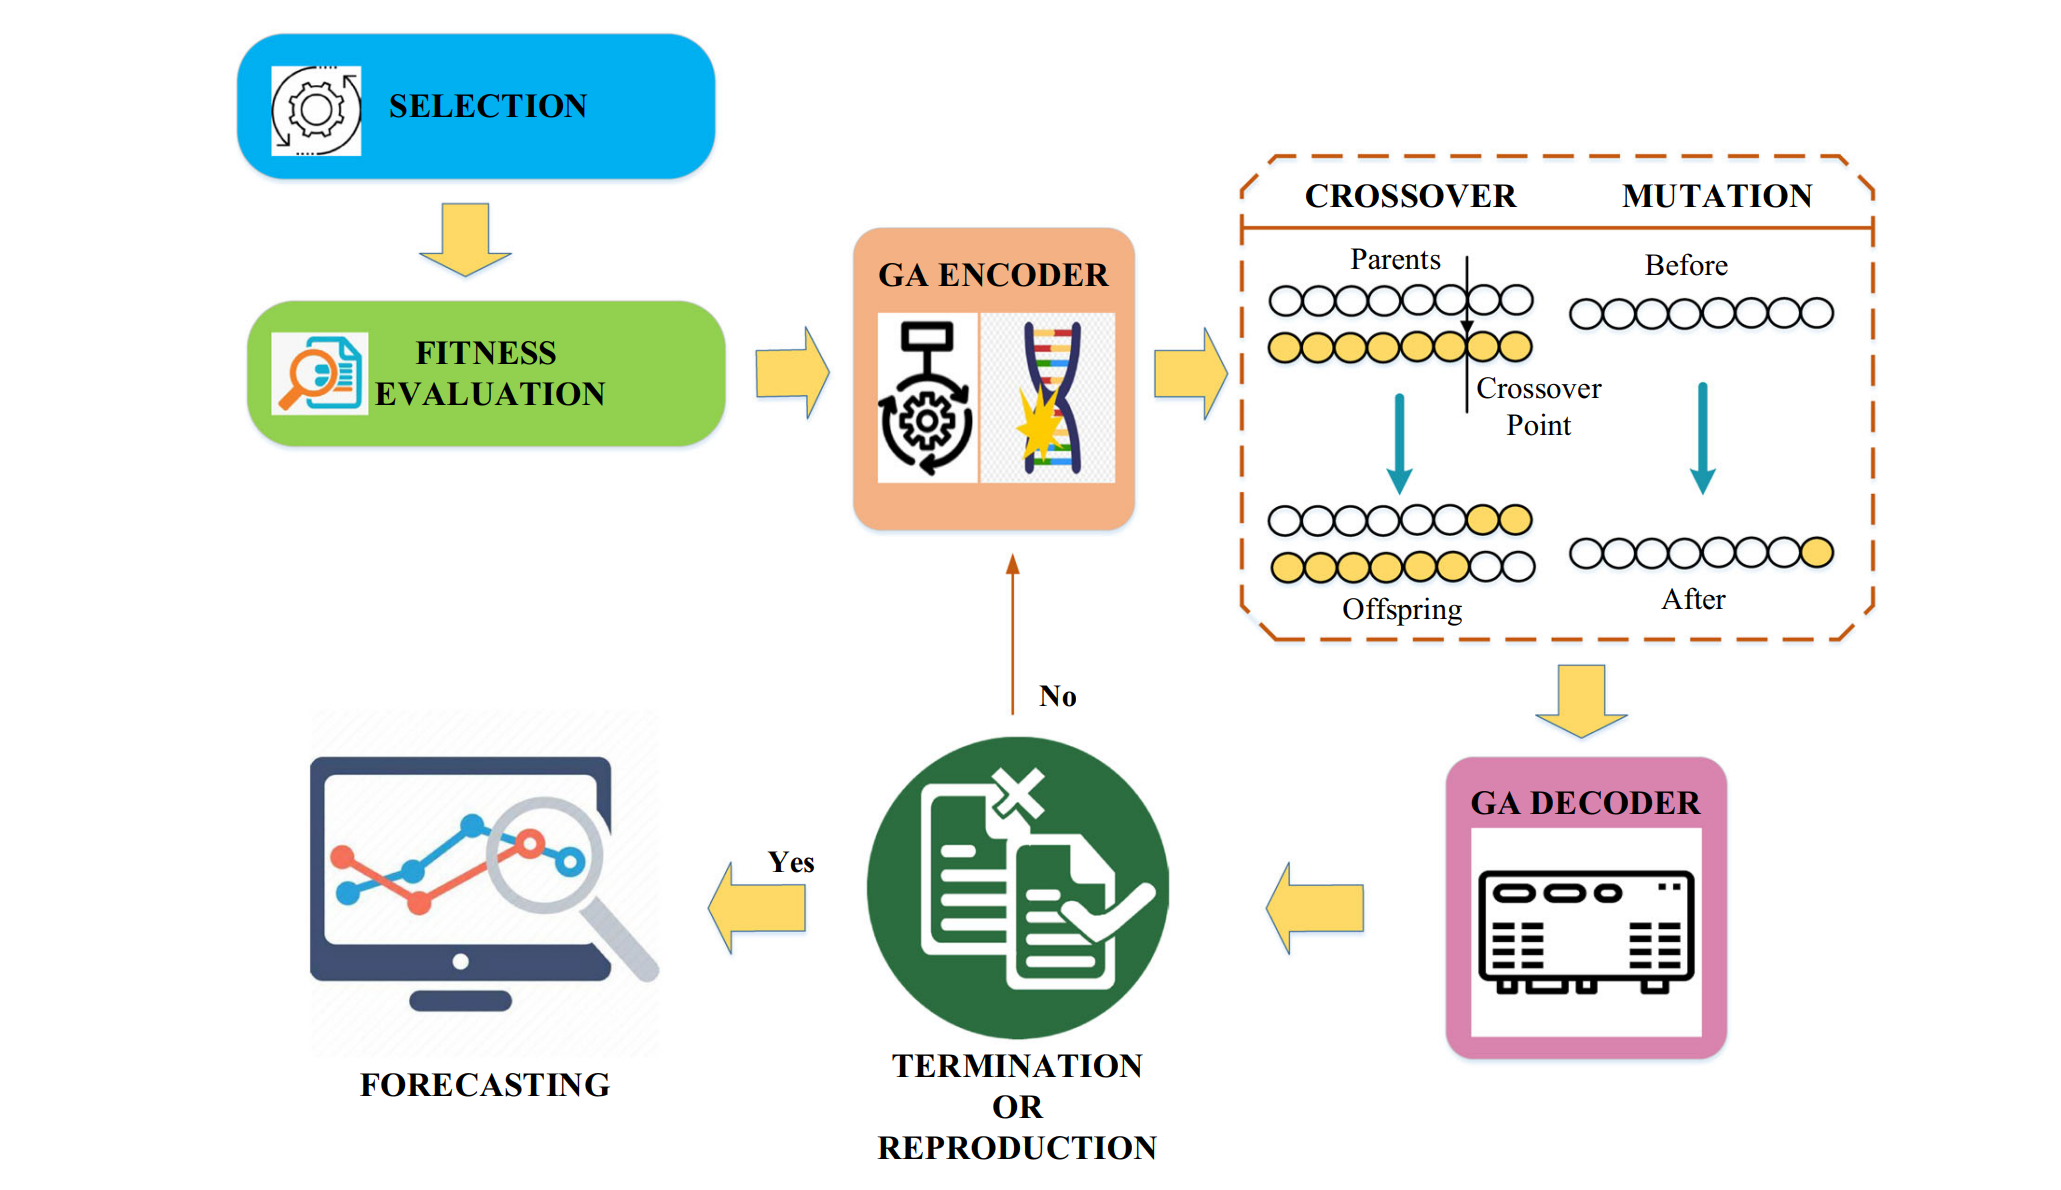 SELECTION
FITNESS
EVALUATION
GA ENCODER
CROSSOVER
MUTATION
Parents
Before
Crossover
Point
Offspring
After
No
GA DECODER
Yes
TERMINATION
OR
REPRODUCTION
FORECASTING